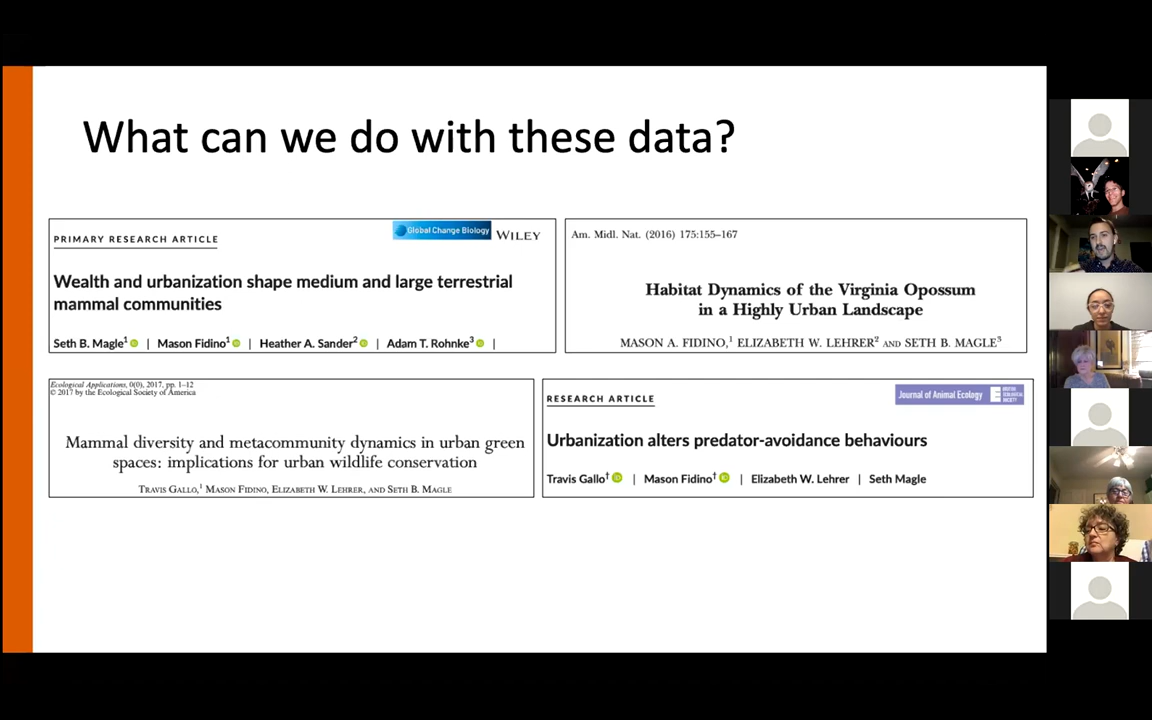 What can we do with these data?
PRIMARY RESEARCH ARTICLE
Global Change Biology WILEY
Wealth and urbanization shape medium and large terrestrial
mammal communities
Seth B. Magle1 | Mason Fidino1 | Heather A. Sander2 | Adam T. Rohnke3 |
Am. Midl. Nat. (2016) 175:155–167
Habitat Dynamics of the Virginia Opossum
in a Highly Urban Landscape
MASON A. FIDINO,1 ELIZABETH W. LEHRER2 AND SETH B. MAGLE3
Ecological Applications, 0(0), 2017, pp. 1–12
© 2017 by the Ecological Society of America
Mammal diversity and metacommunity dynamics in urban green
spaces: implications for urban wildlife conservation
TRAVIS GALLO,1 MASON FIDINO, ELIZABETH W. LEHRER, AND SETH B. MAGLE
RESEARCH ARTICLE
Journal of Animal Ecology
BRITISH
ECOLOGICAL
SOCIETY
Urbanization alters predator-avoidance behaviours
Travis Gallo† iD | Mason Fidino† iD | Elizabeth W. Lehrer | Seth Magle